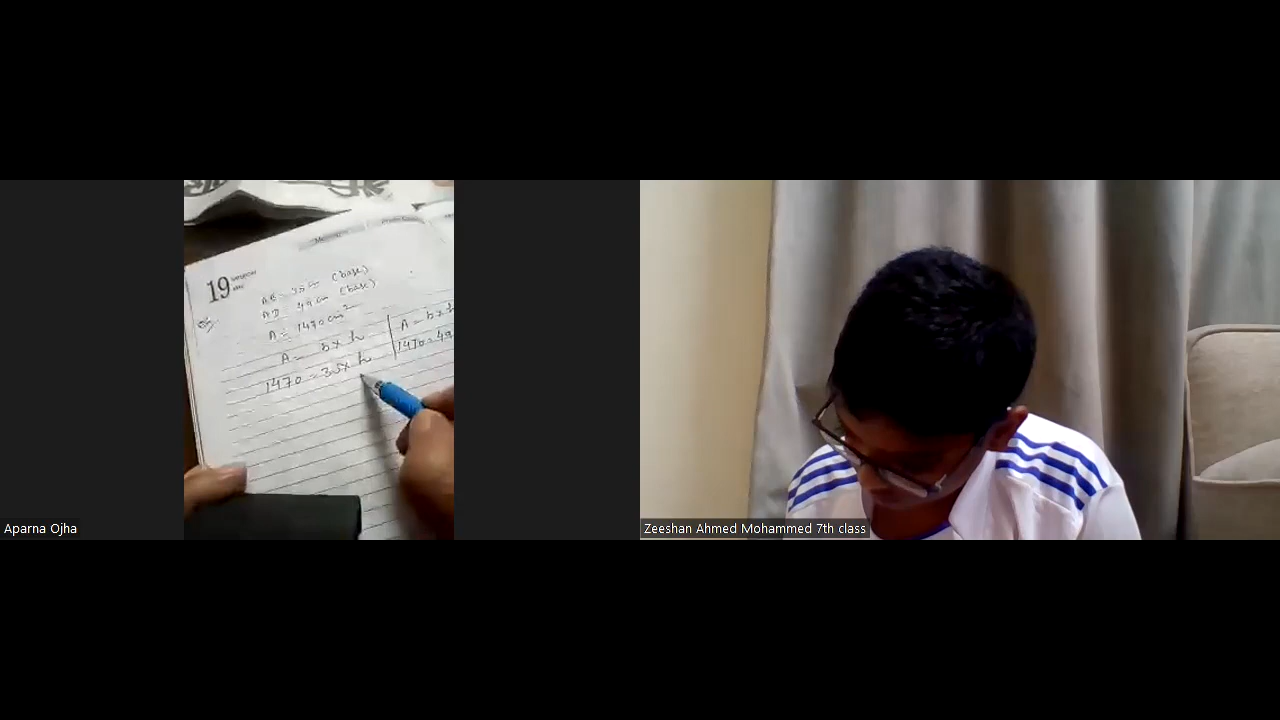 19
AB = 35 cm (base)
AD = 49 cm (base)
A = 1470 cm²
A = b x h
1470 = 35 x h
A = b x h
1470 = 49
Aparna Ojha
Zeeshan Ahmed Mohammed 7th class